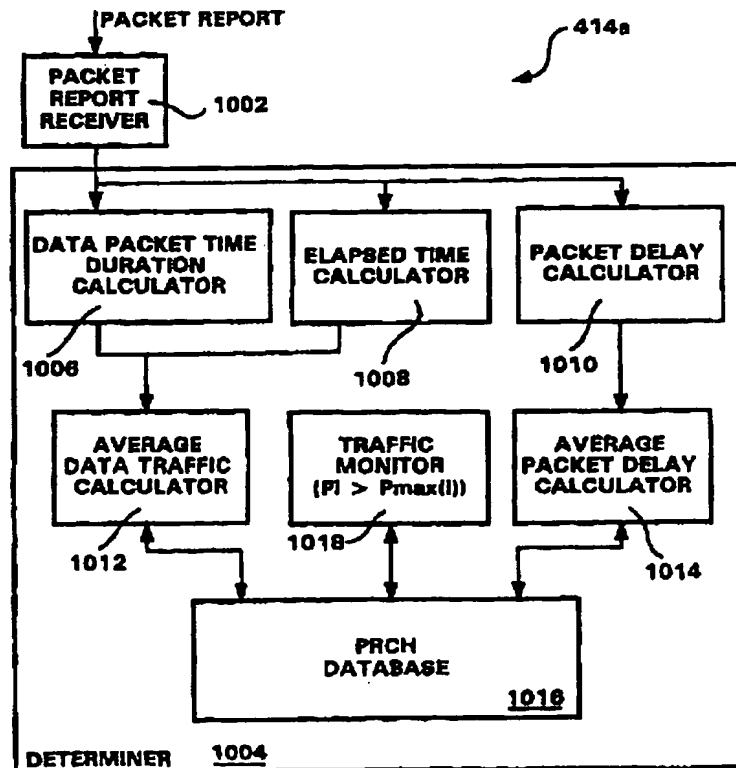 PACKET REPORT
414a
PACKET
REPORT
RECEIVER
1002
DATA PACKET TIME
DURATION
CALCULATOR
1006
ELAPSED TIME
CALCULATOR
1008
PACKET DELAY
CALCULATOR
1010
AVERAGE
DATA TRAFFIC
CALCULATOR
1012
TRAFFIC
MONITOR
(Pi > Pmax(i))
1018
AVERAGE
PACKET DELAY
CALCULATOR
1014
PRCH
DATABASE
1016
DETERMINER 1004